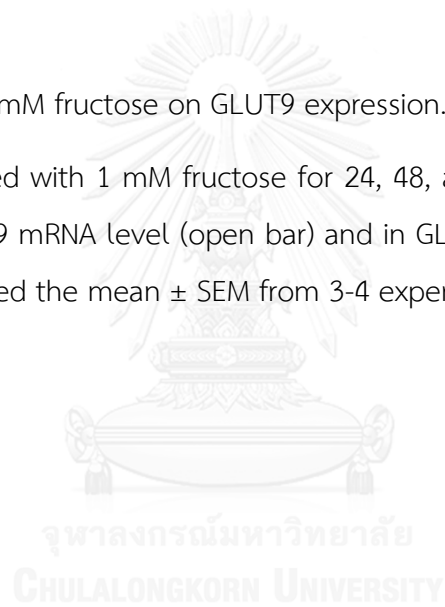 mM fructose on GLUT9 expression.
ed with 1 mM fructose for 24, 48, a
9 mRNA level (open bar) and in GL
ed the mean ± SEM from 3-4 exper
จุฬาลงกรณ์มหาวิทยาลัย
CHULALONGKORN UNIVERSITY